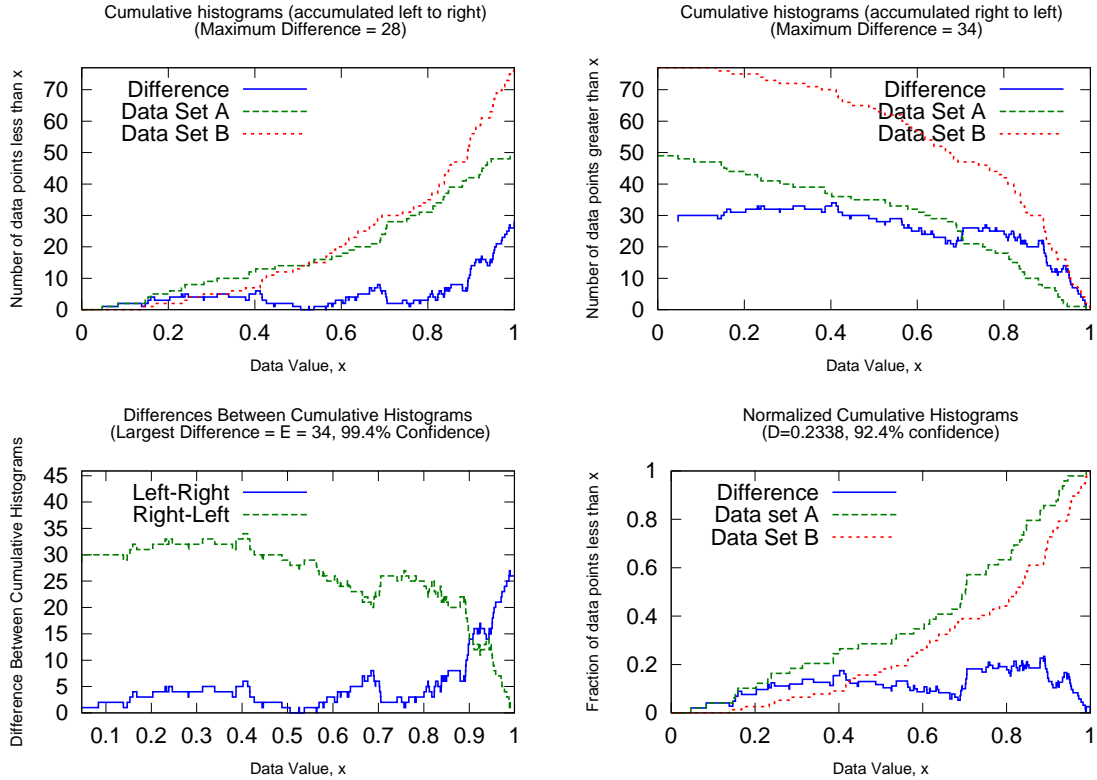 Cumulative histograms (accumulated left to right)
(Maximum Difference = 28)
Number of data points less than x
70
60
50
40
30
20
10
0
Difference
Data Set A
Data Set B
0 0.2 0.4 0.6 0.8 1
Data Value, x
Cumulative histograms (accumulated right to left)
(Maximum Difference = 34)
Number of data points greater than x
70
60
50
40
30
20
10
0
Difference
Data Set A
Data Set B
0 0.2 0.4 0.6 0.8 1
Data Value, x
Differences Between Cumulative Histograms
(Largest Difference = E = 34, 99.4% Confidence)
Difference Between Cumulative Histograms
45
40
35
30
25
20
15
10
5
0
Left-Right
Right-Left
0.1 0.2 0.3 0.4 0.5 0.6 0.7 0.8 0.9 1
Data Value, x
Normalized Cumulative Histograms
(D=0.2338, 92.4% confidence)
Fraction of data points less than x
1
0.8
0.6
0.4
0.2
0
Difference
Data set A
Data Set B
0 0.2 0.4 0.6 0.8 1
Data Value, x